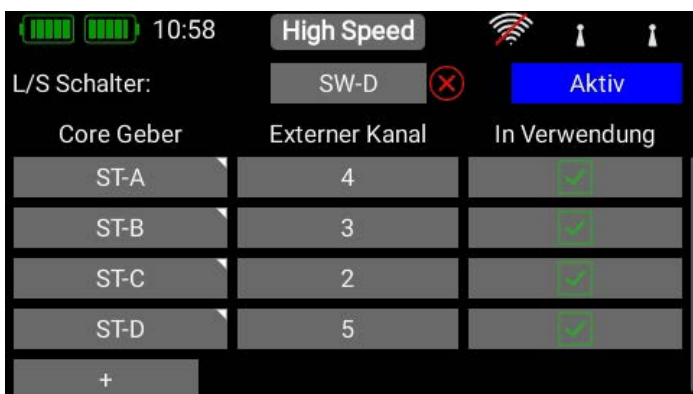 10:58 High Speed
L/S Schalter: SW-D Aktiv
Core Geber Externer Kanal In Verwendung
ST-A 4
ST-B 3
ST-C 2
ST-D 5
+